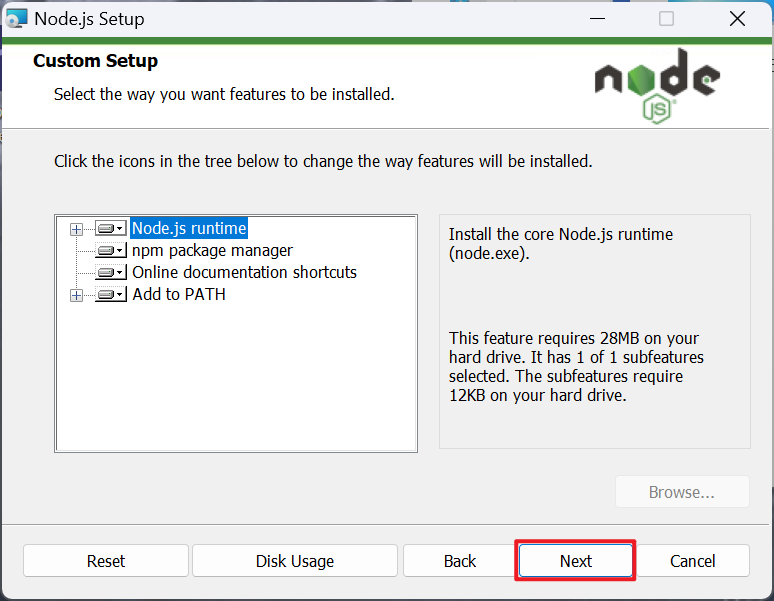 Node.js Setup
Custom Setup
Select the way you want features to be installed.
node
JS
Click the icons in the tree below to change the way features will be installed.
Node.js runtime
npm package manager
Online documentation shortcuts
Add to PATH
Install the core Node.js runtime
(node.exe).
This feature requires 28MB on your
hard drive. It has 1 of 1 subfeatures
selected. The subfeatures require
12KB on your hard drive.
Browse...
Reset
Disk Usage
Back
Next
Cancel